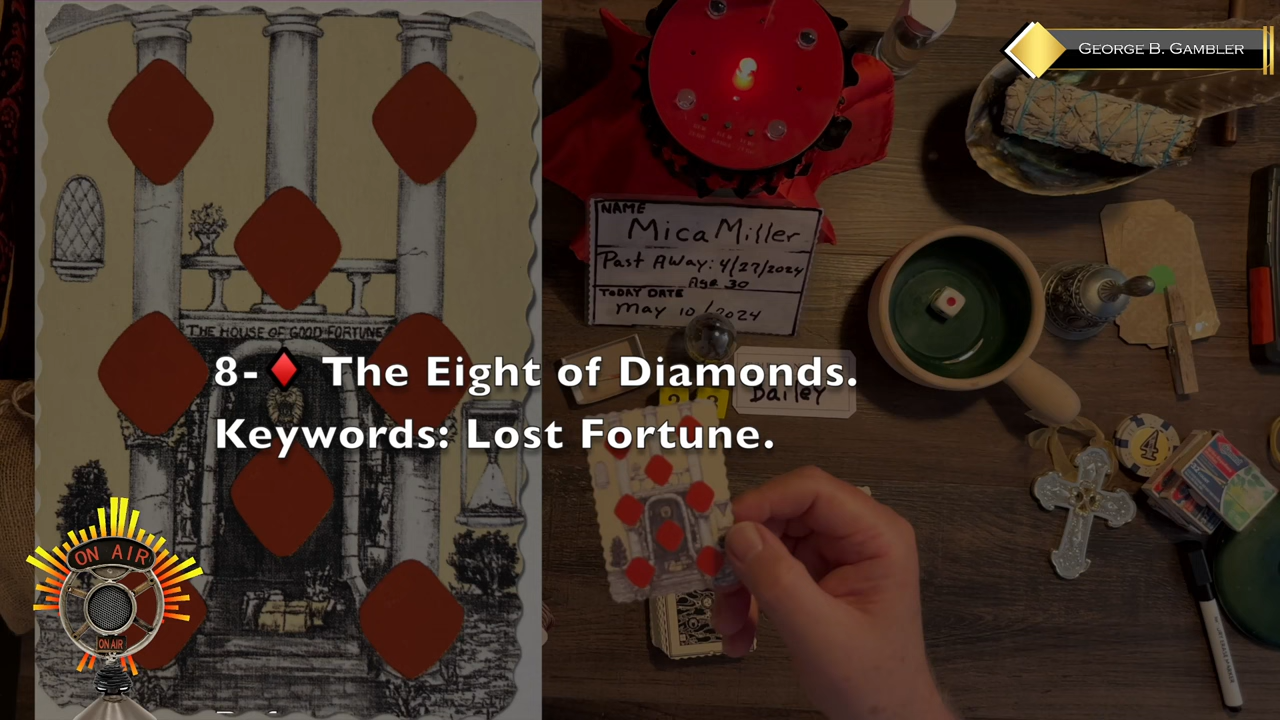 GEORGE B. GAMBLER
NAME
Mica Miller
Past Away: 4/27/2024
Age 30
TODAY DATE
May 10/2024
THE HOUSE OF GOOD FORTUNE
8-♦ The Eight of Diamonds.
Dailey
Keywords: Lost Fortune.
4
ON AIR
ON AIR